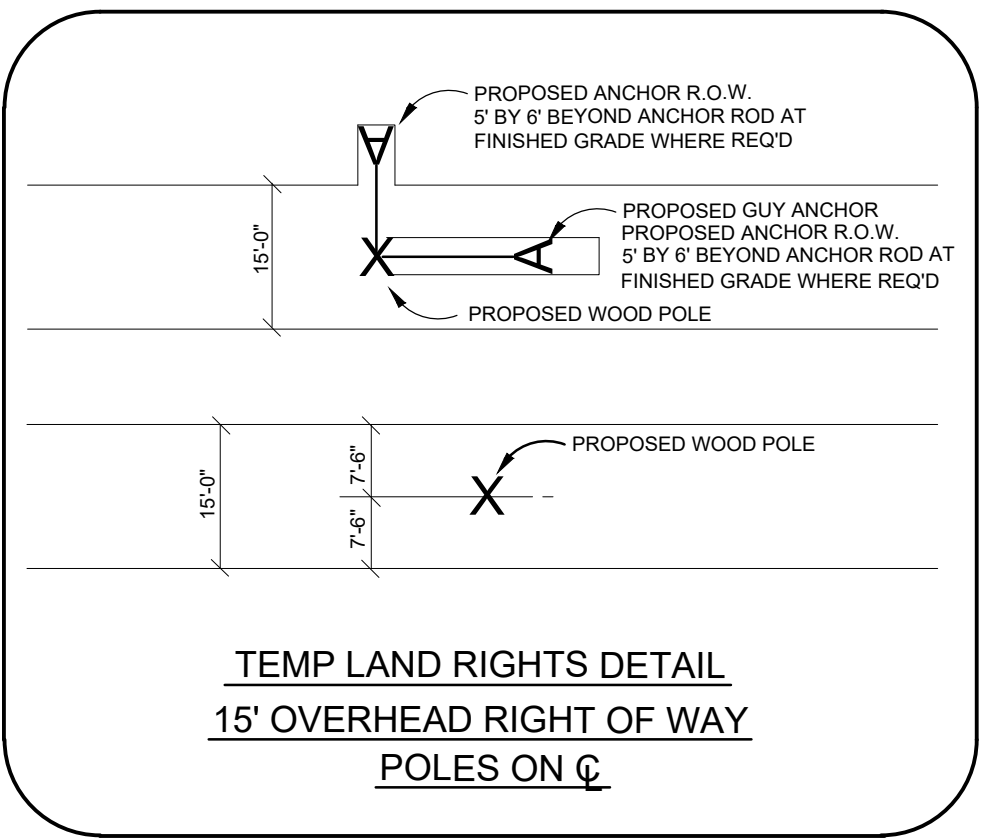 PROPOSED ANCHOR R.O.W.
5' BY 6' BEYOND ANCHOR ROD AT
FINISHED GRADE WHERE REQ'D
A
15'-0"
X
A
PROPOSED GUY ANCHOR
PROPOSED ANCHOR R.O.W.
5' BY 6' BEYOND ANCHOR ROD AT
FINISHED GRADE WHERE REQ'D
PROPOSED WOOD POLE
15'-0"
7'-6"
7'-6"
X
PROPOSED WOOD POLE
TEMP LAND RIGHTS DETAIL
15' OVERHEAD RIGHT OF WAY
POLES ON ℄